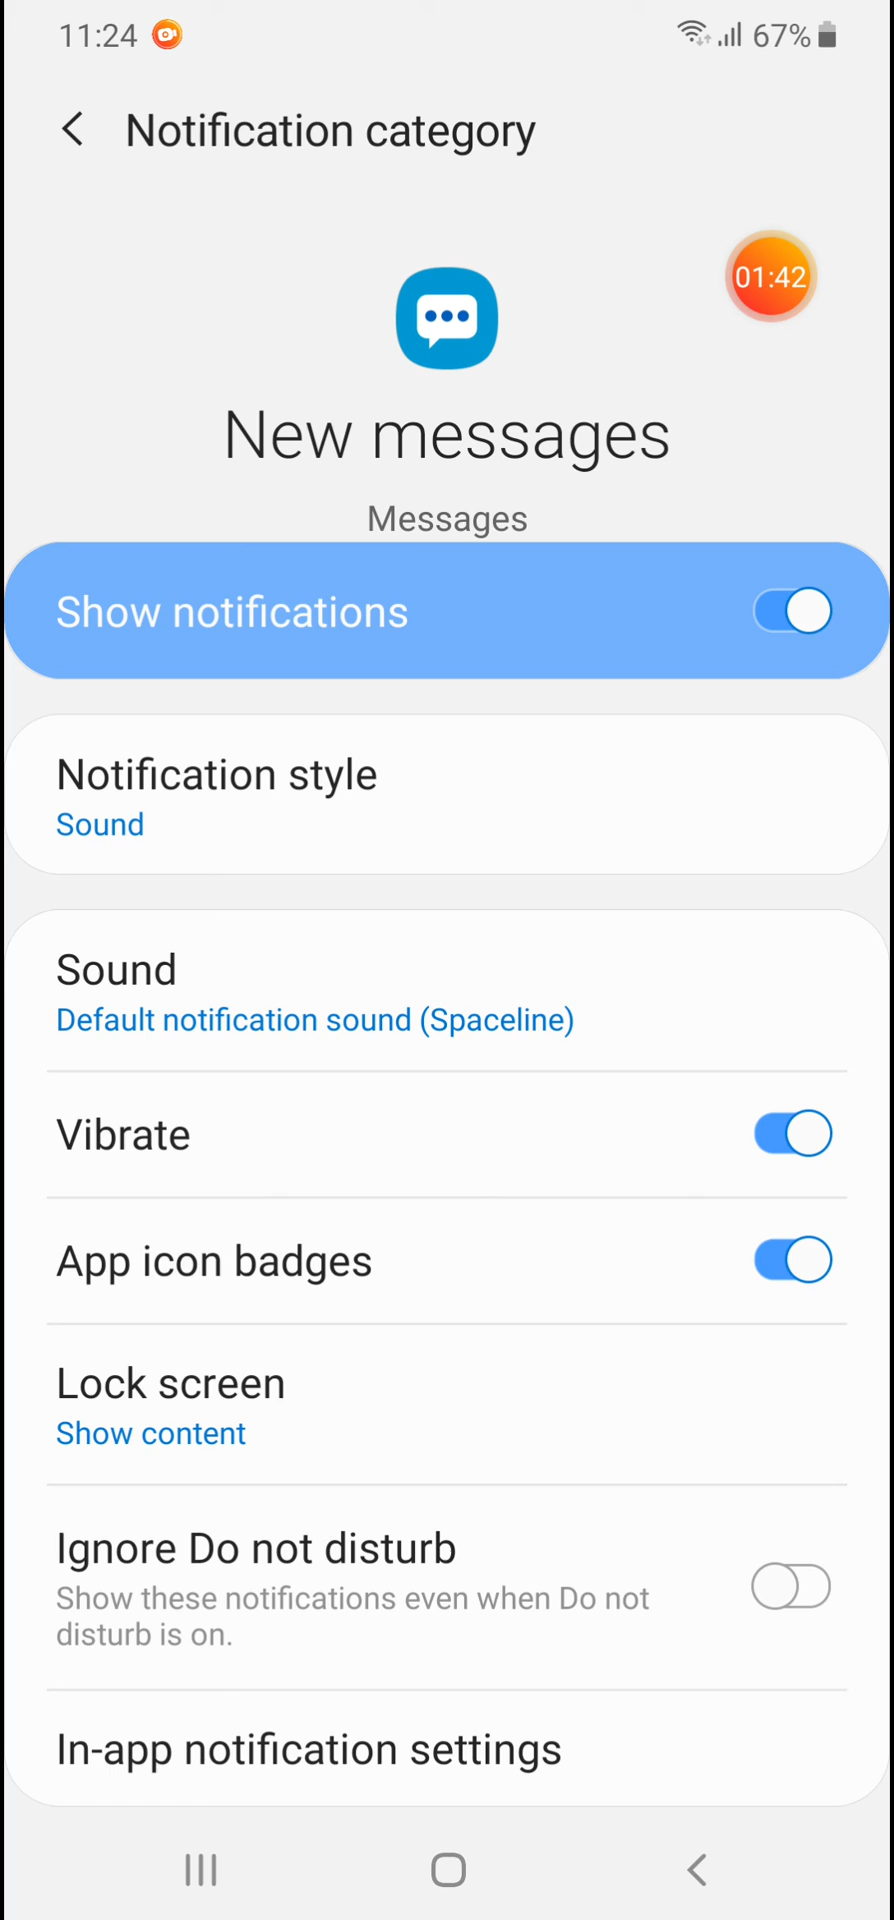 11:24
67%
Notification category
01:42
New messages
Messages
Show notifications
Notification style
Sound
Sound
Default notification sound (Spaceline)
Vibrate
App icon badges
Lock screen
Show content
Ignore Do not disturb
Show these notifications even when Do not
disturb is on.
In-app notification settings